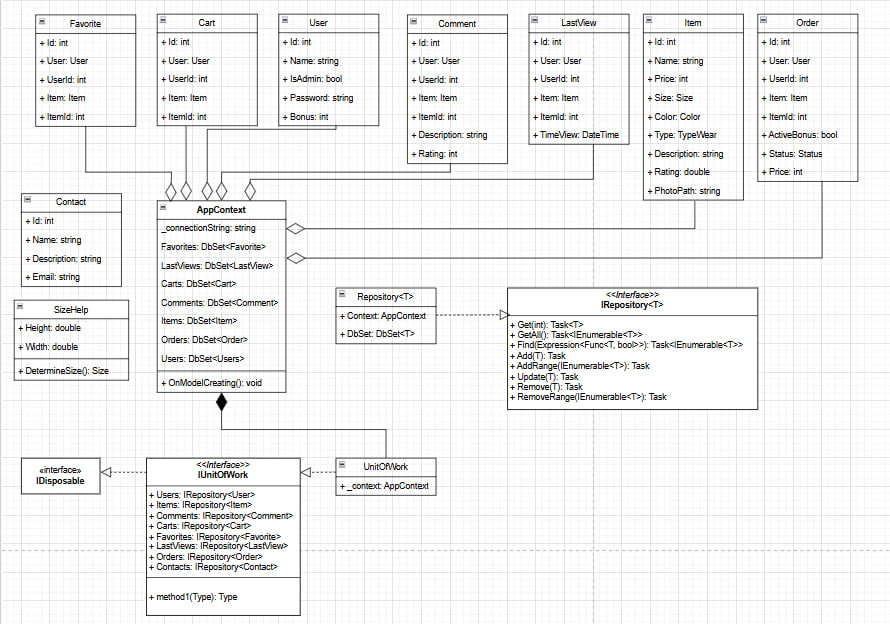 Favorite
+ Id: int
+ User: User
+ UserId: int
+ Item: Item
+ ItemId: int
Cart
+ Id: int
+ User: User
+ UserId: int
+ Item: Item
+ ItemId: int
User
+ Id: int
+ Name: string
+ IsAdmin: bool
+ Password: string
+ Bonus: int
Comment
+ Id: int
+ User: User
+ UserId: int
+ Item: Item
+ ItemId: int
+ Description: string
+ Rating: int
LastView
+ Id: int
+ User: User
+ UserId: int
+ Item: Item
+ ItemId: int
+ TimeView: DateTime
Item
+ Id: int
+ Name: string
+ Price: int
+ Size: Size
+ Color: Color
+ Type: TypeWear
+ Description: string
+ Rating: double
+ PhotoPath: string
Order
+ Id: int
+ User: User
+ UserId: int
+ Item: Item
+ ItemId: int
+ ActiveBonus: bool
+ Status: Status
+ Price: int
Contact
+ Id: int
+ Name: string
+ Description: string
+ Email: string
AppContext
_connectionString: string
Favorites: DbSet<Favorite>
LastViews: DbSet<LastView>
Carts: DbSet<Cart>
Comments: DbSet<Comment>
Items: DbSet<Item>
Orders: DbSet<Order>
Users: DbSet<Users>
+ OnModelCreating(): void
SizeHelp
+ Height: double
+ Width: double
+ DetermineSize(): Size
Repository<T>
+ Context: AppContext
+ DbSet: DbSet<T>
<<Interface>>
IRepository<T>
+ Get(int): Task<T>
+ GetAll(): Task<IEnumerable<T>>
+ Find(Expression<Func<T, bool>>): Task<IEnumerable<T>>
+ Add(T): Task
+ AddRange(IEnumerable<T>): Task
+ Update(T): Task
+ Remove(T): Task
+ RemoveRange(IEnumerable<T>): Task
«interface»
IDisposable
<<Interface>>
IUnitOfWork
+ Users: IRepository<User>
+ Items: IRepository<Item>
+ Comments: IRepository<Comment>
+ Carts: IRepository<Cart>
+ Favorites: IRepository<Favorite>
+ LastViews: IRepository<LastView>
+ Orders: IRepository<Order>
+ Contacts: IRepository<Contact>
+ method1(Type): Type
UnitOfWork
+ _context: AppContext